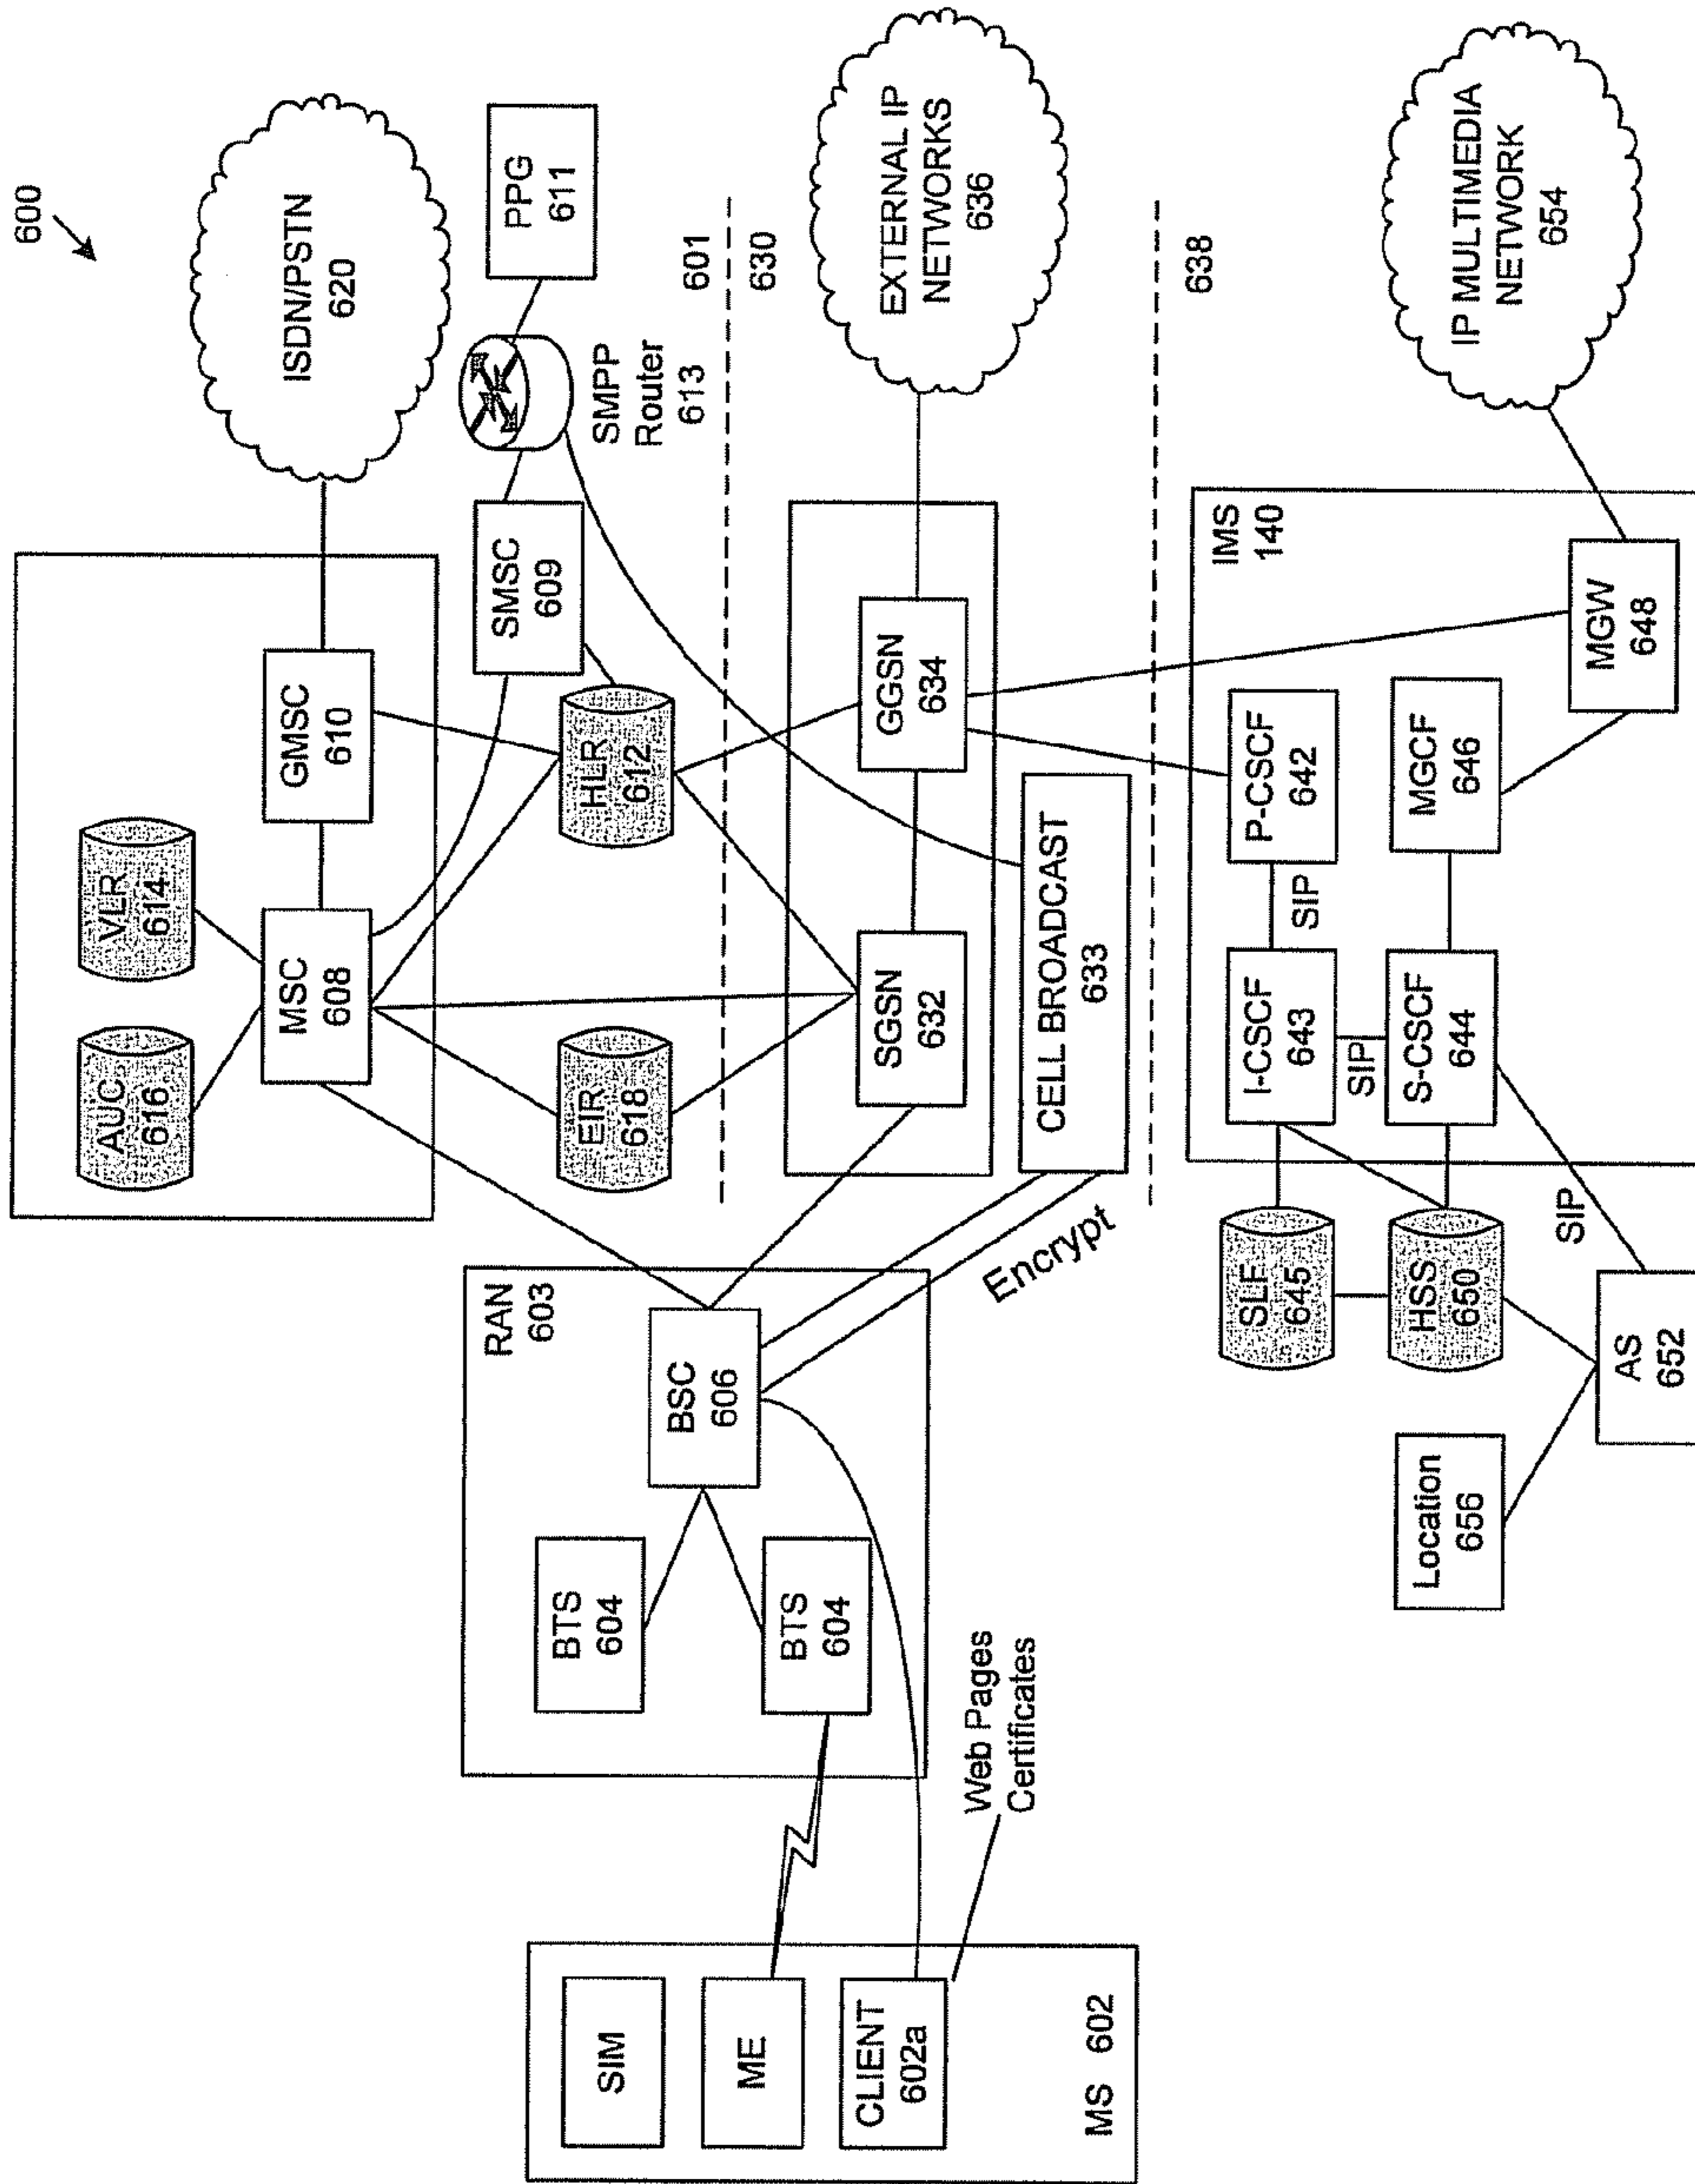 600
ISDN/PSTN
620
AUC
616
VLR
614
MSC
608
GMSC
610
PPG
611
SMSC
609
SMPP
Router
613
HLR
612
EIR
618
601
630
RAN
603
BTS
604
BTS
604
BSC
606
SIM
ME
CLIENT
602a
MS 602
Web Pages
Certificates
Encrypt
SGSN
632
GGSN
634
EXTERNAL IP
NETWORKS
636
CELL BROADCAST
633
638
IMS
140
I-CSCF
643
SIP
P-CSCF
642
SIP
S-CSCF
644
MGCF
646
MGW
648
IP MULTIMEDIA
NETWORK
654
SLF
645
HSS
650
SIP
Location
656
AS
652